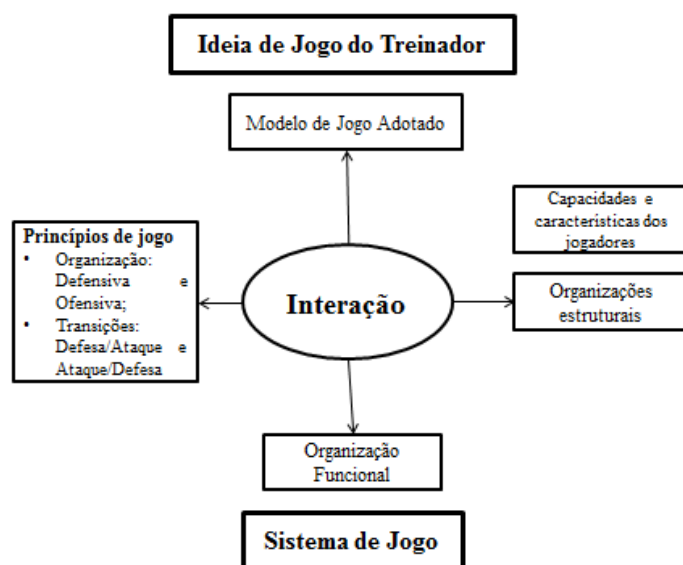 Ideia de Jogo do Treinador
Modelo de Jogo Adotado
Capacidades e
caracteristicas dos
jogadores
Princípios de jogo
• Organização:
Defensiva e
Ofensiva;
• Transições:
Defesa/Ataque e
Ataque/Defesa
Interação
Organizações
estruturais
Organização
Funcional
Sistema de Jogo